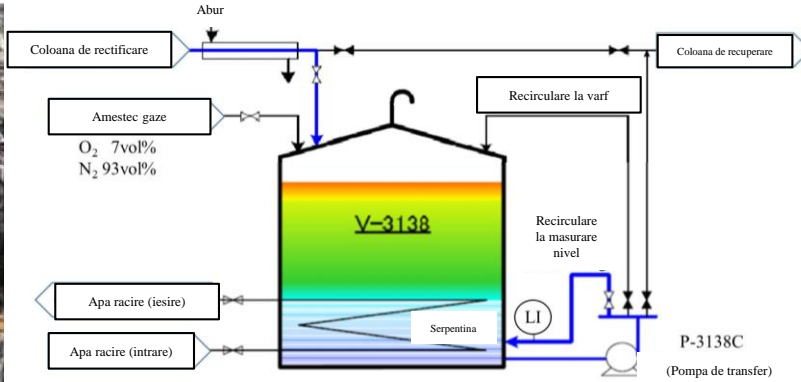 Abur
Coloana de rectificare
Coloana de recuperare
Recirculare la varf
Amestec gaze
O₂ 7vol%
N₂ 93vol%
V-3138
Recirculare
la masurare
nivel
Apa racire (iesire)
Serpentina
LI
Apa racire (intrare)
P-3138C
(Pompa de transfer)